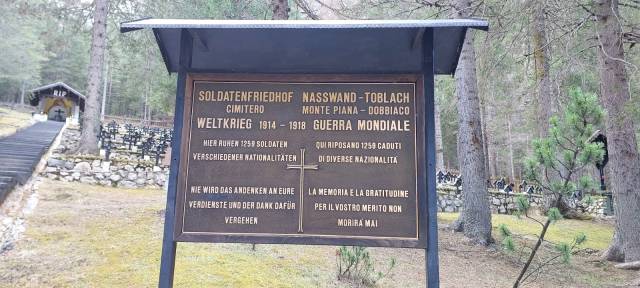 SOLDATENFRIEDHOF NASSWAND-TOBLACH
CIMITERO MONTE PIANA-DOBBIACO
WELTKRIEG 1914-1918 GUERRA MONDIALE
HIER RUHEN 1259 SOLDATEN
VERSCHIEDENER NATIONALITÄTEN
QUI RIPOSANO 1259 CADUTI
DI DIVERSE NAZIONALITÀ
NIE WIRD DAS ANDENKEN AN EURE
VERDIENSTE UND DER DANK DAFÜR
VERGEHEN
LA MEMORIA E LA GRATITUDINE
PER IL VOSTRO MERITO NON
MORIRÀ MAI